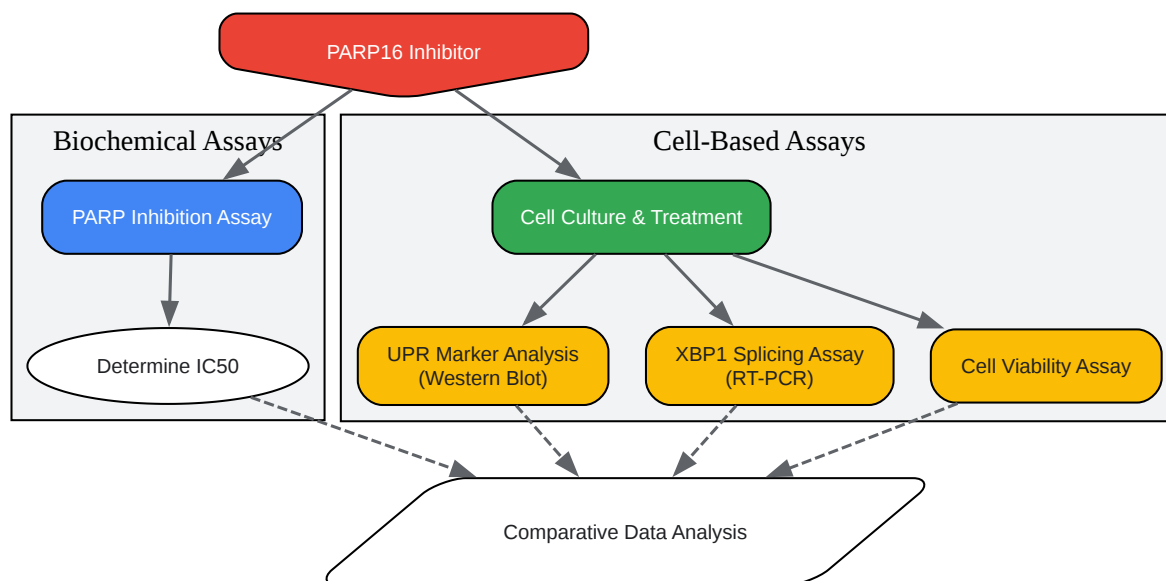 PARP16 Inhibitor
Biochemical Assays
Cell-Based Assays
PARP Inhibition Assay
Cell Culture & Treatment
Determine IC50
UPR Marker Analysis
(Western Blot)
XBP1 Splicing Assay
(RT-PCR)
Cell Viability Assay
Comparative Data Analysis